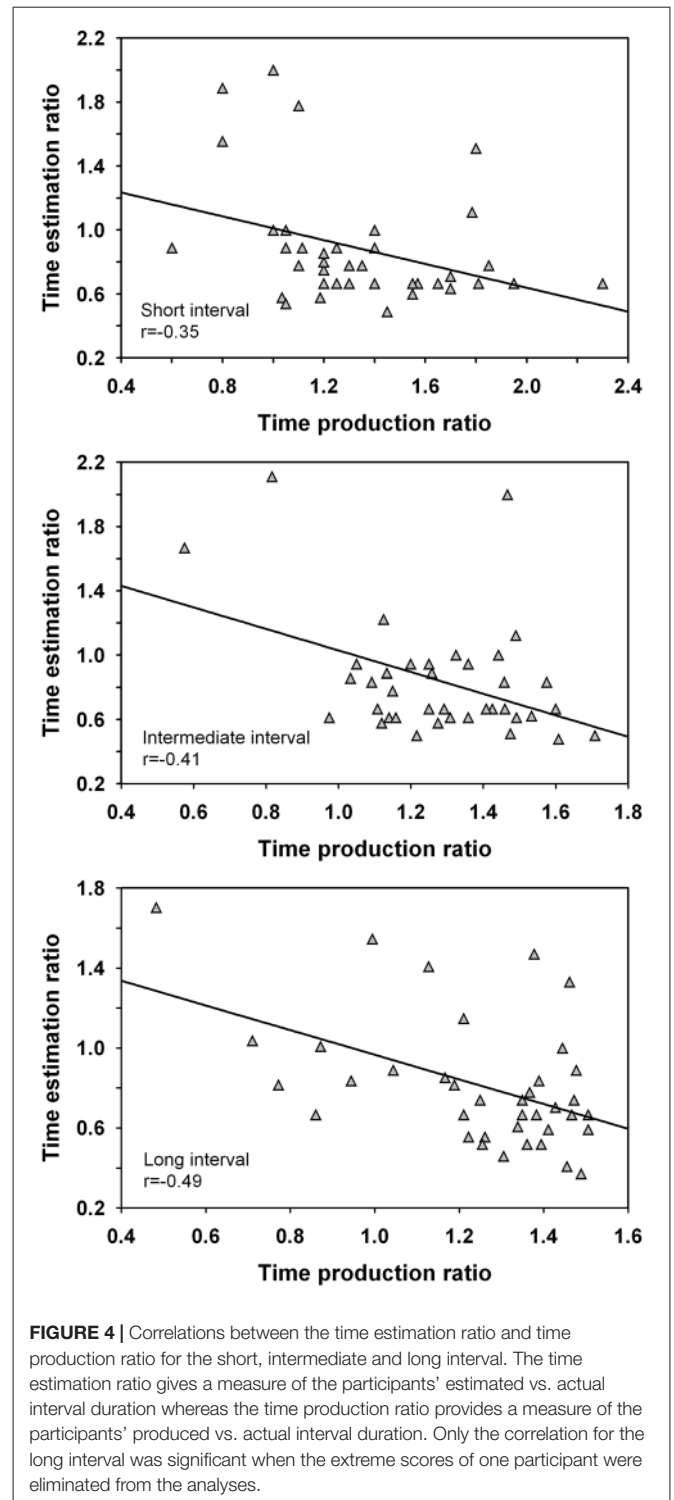 2.2
1.8
1.4
1.0
0.6
0.2
Time estimation ratio
Short interval
r=-0.35
0.4 0.8 1.2 1.6 2.0 2.4
Time production ratio
2.2
1.8
1.4
1.0
0.6
0.2
Time estimation ratio
Intermediate interval
r=-0.41
0.4 0.6 0.8 1.0 1.2 1.4 1.6 1.8
Time production ratio
1.8
1.4
1.0
0.6
0.2
Time estimation ratio
Long interval
r=-0.49
0.4 0.6 0.8 1.0 1.2 1.4 1.6
Time production ratio
FIGURE 4 | Correlations between the time estimation ratio and time
production ratio for the short, intermediate and long interval. The time
estimation ratio gives a measure of the participants’ estimated vs. actual
interval duration whereas the time production ratio provides a measure of the
participants’ produced vs. actual interval duration. Only the correlation for the
long interval was significant when the extreme scores of one participant were
eliminated from the analyses.